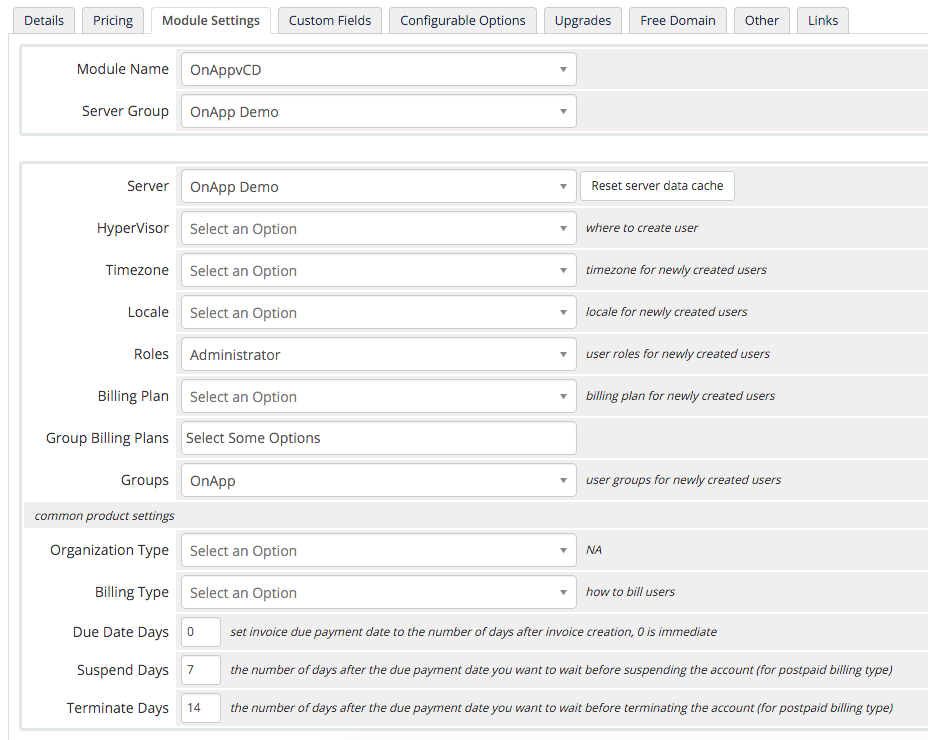 Details Pricing Module Settings Custom Fields Configurable Options Upgrades Free Domain Other Links
Module Name OnAppvCD
Server Group OnApp Demo
Server OnApp Demo Reset server data cache
HyperVisor Select an Option where to create user
Timezone Select an Option timezone for newly created users
Locale Select an Option locale for newly created users
Roles Administrator user roles for newly created users
Billing Plan Select an Option billing plan for newly created users
Group Billing Plans Select Some Options
Groups OnApp user groups for newly created users
common product settings
Organization Type Select an Option NA
Billing Type Select an Option how to bill users
Due Date Days 0 set invoice due payment date to the number of days after invoice creation, 0 is immediate
Suspend Days 7 the number of days after the due payment date you want to wait before suspending the account (for postpaid billing type)
Terminate Days 14 the number of days after the due payment date you want to wait before terminating the account (for postpaid billing type)